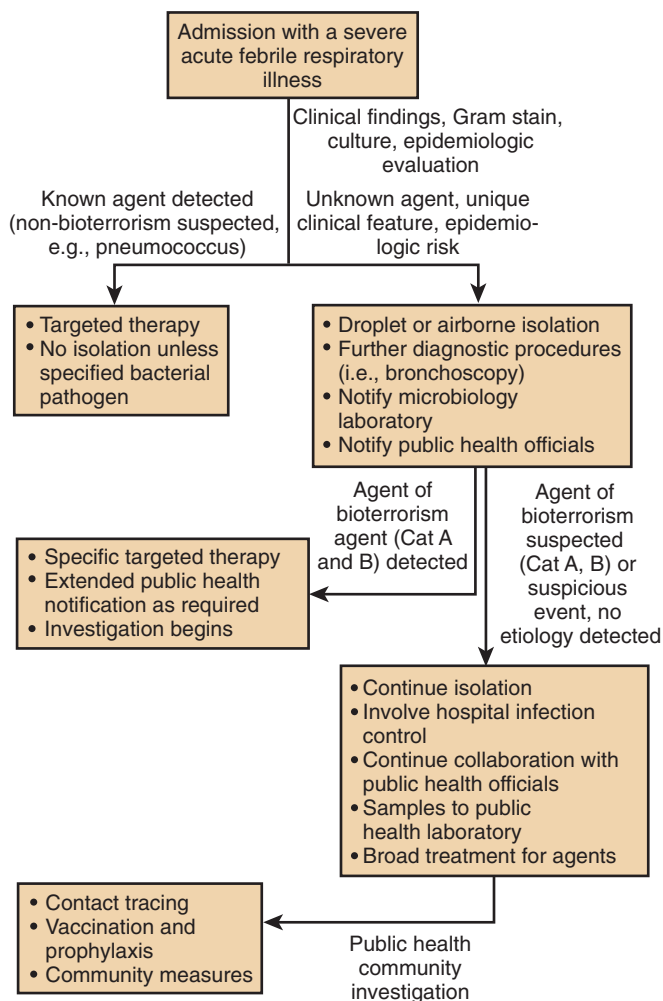 Admission with a severe
acute febrile respiratory
illness
Clinical findings, Gram stain,
culture, epidemiologic
evaluation
Known agent detected
(non-bioterrorism suspected,
e.g., pneumococcus)
Unknown agent, unique
clinical feature, epidemio-
logic risk
• Targeted therapy
• No isolation unless
specified bacterial
pathogen
• Droplet or airborne isolation
• Further diagnostic procedures
(i.e., bronchoscopy)
• Notify microbiology
laboratory
• Notify public health officials
Agent of
bioterrorism
agent (Cat A
and B) detected
Agent of
bioterrorism
suspected
(Cat A, B) or
suspicious
event, no
etiology detected
• Specific targeted therapy
• Extended public health
notification as required
• Investigation begins
• Continue isolation
• Involve hospital infection
control
• Continue collaboration with
public health officials
• Samples to public
health laboratory
• Broad treatment for agents
• Contact tracing
• Vaccination and
prophylaxis
• Community measures
Public health
community
investigation